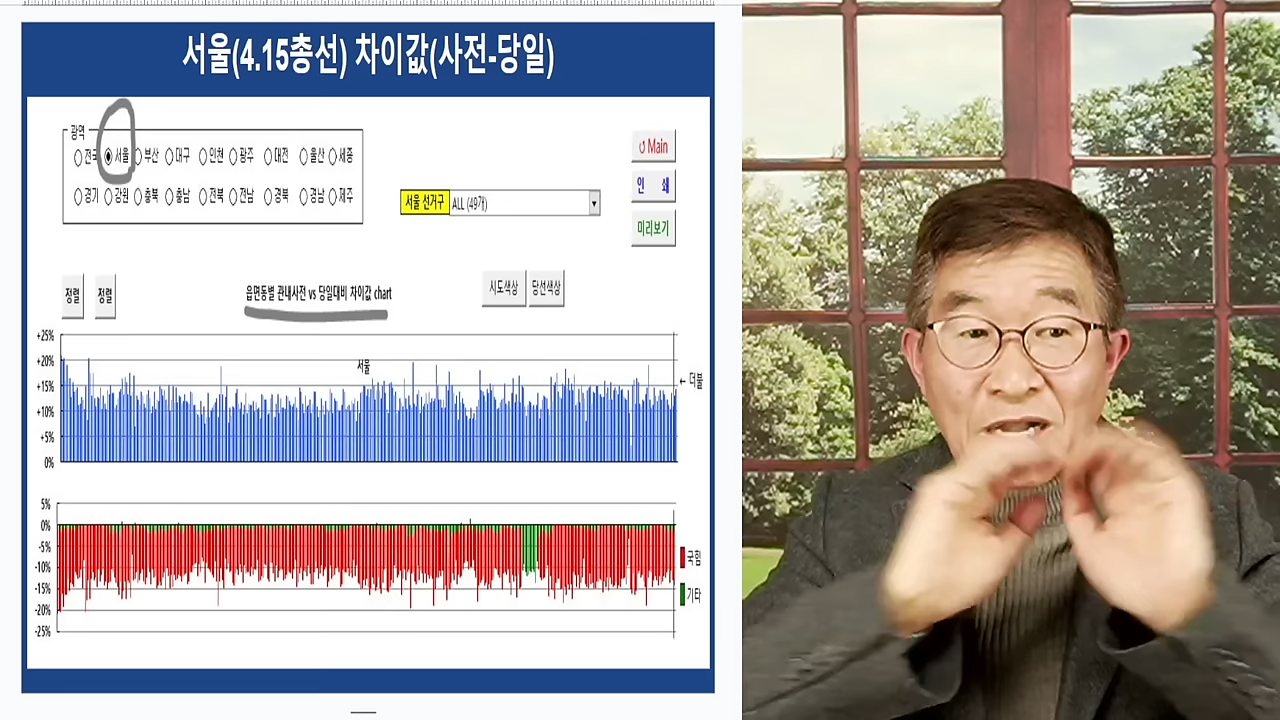 서울(4.15총선) 차이값(사전-당일)
광역
전국 서울 부산 대구 인천 광주 대전 울산 세종
경기 강원 충북 충남 전북 전남 경북 경남 제주
서울 선거구 ALL (49개)
↺ Main
인 쇄
미리보기
정렬 정렬
읍면동별 관내사전 vs 당일대비 차이값 chart
시도색상 당선색상
+25%
+20%
+15%
+10%
+5%
0%
서울
← 더불
5%
0%
-5%
-10%
-15%
-20%
-25%
국힘
기타